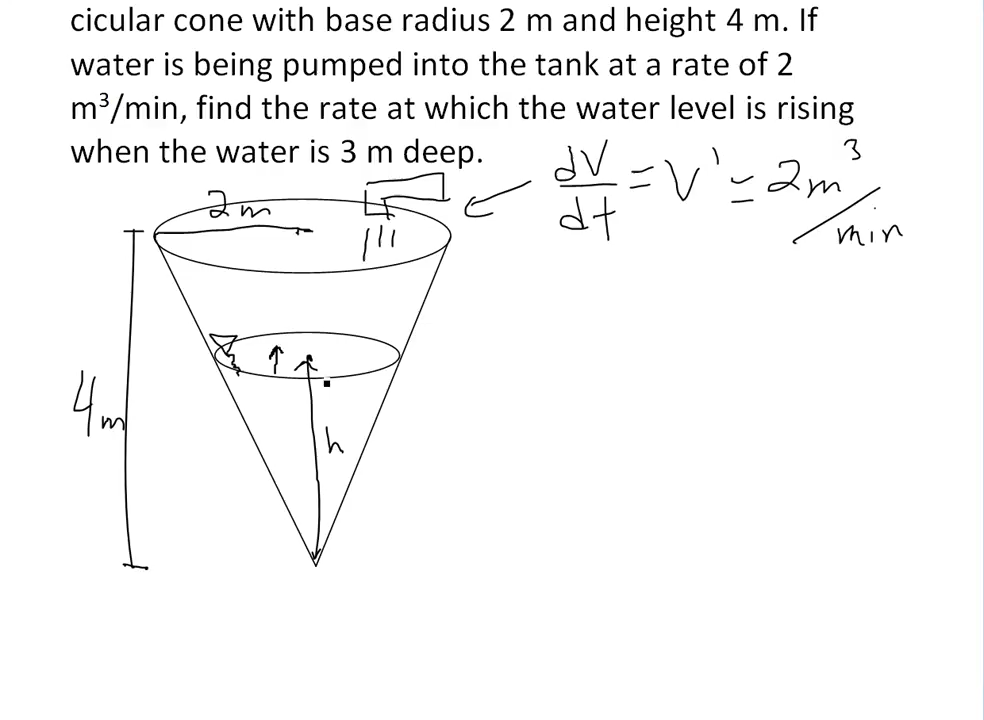 cicular cone with base radius 2 m and height 4 m. If
water is being pumped into the tank at a rate of 2
m³/min, find the rate at which the water level is rising
when the water is 3 m deep.
dV/dt = V' = 2m³/min
2m
4m
h